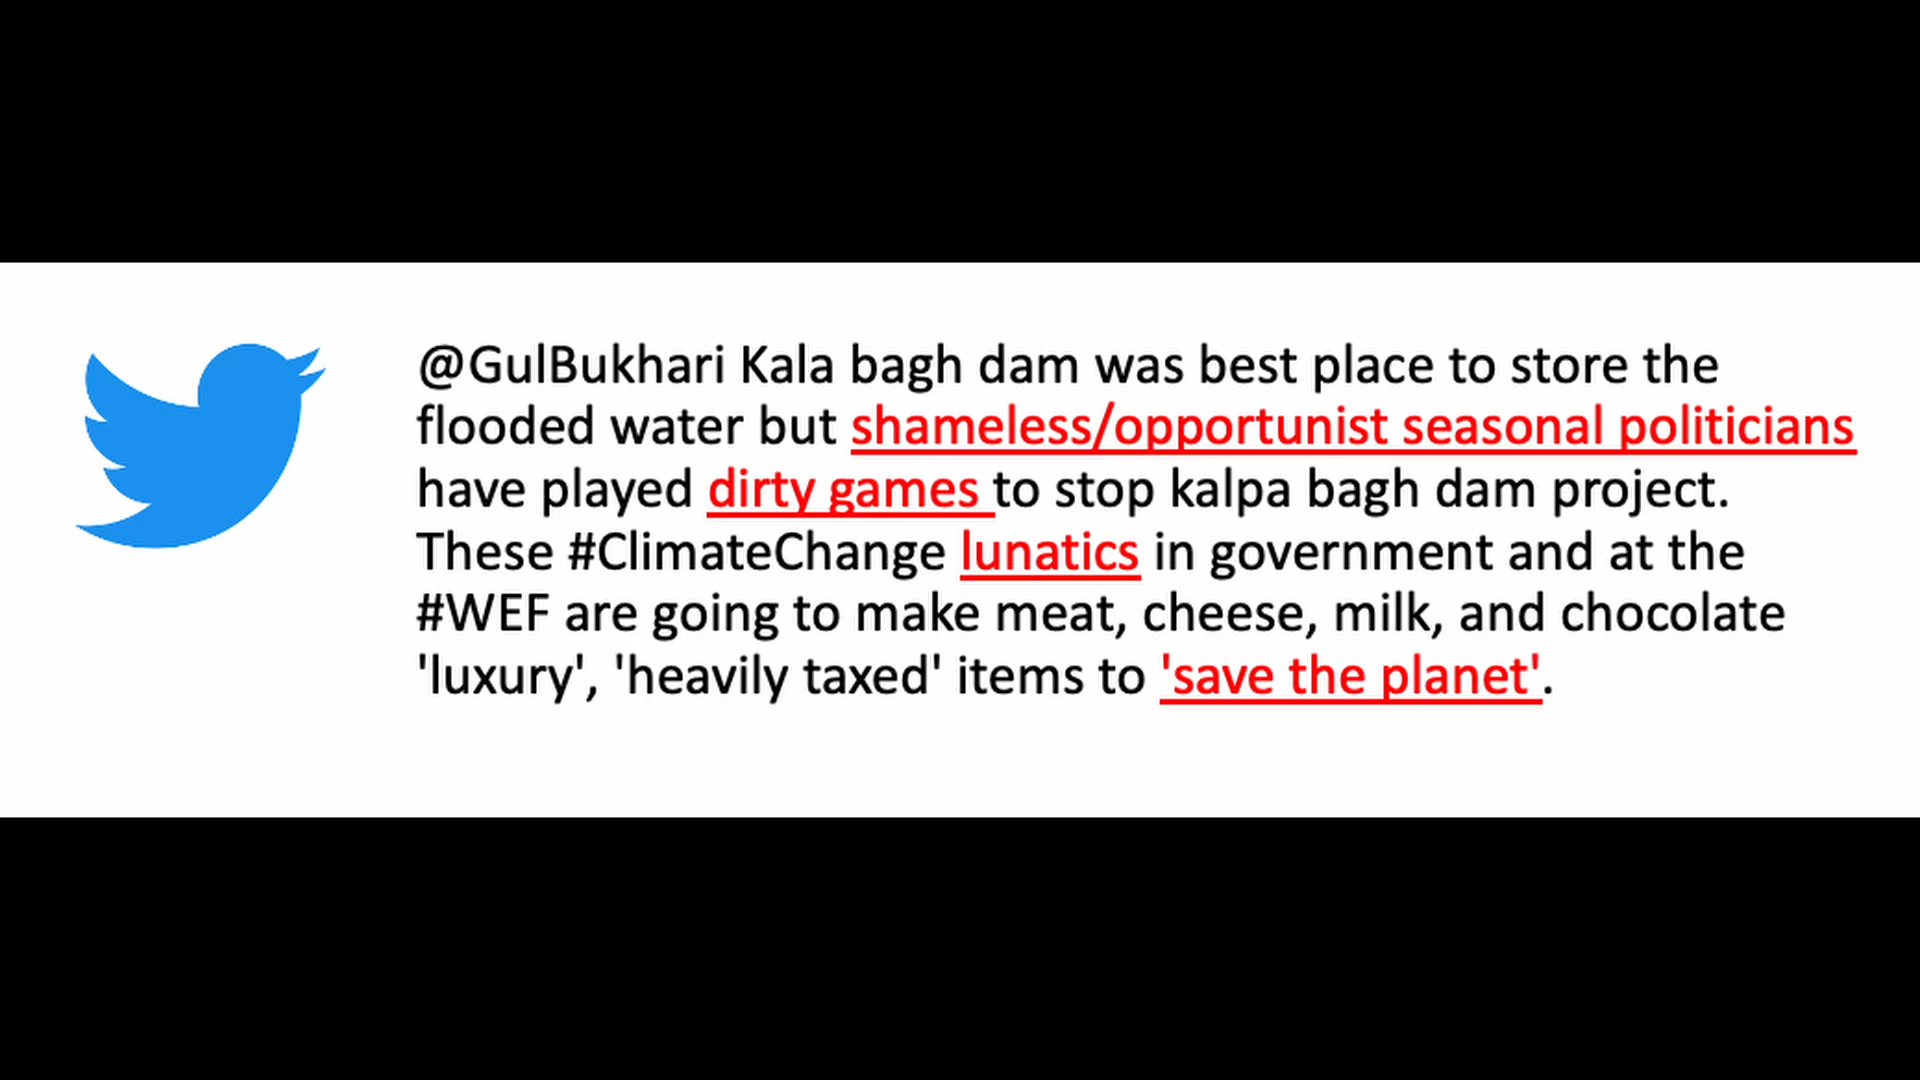 @GulBukhari Kala bagh dam was best place to store the
flooded water but shameless/opportunist seasonal politicians
have played dirty games to stop kalpa bagh dam project.
These #ClimateChange lunatics in government and at the
#WEF are going to make meat, cheese, milk, and chocolate
'luxury', 'heavily taxed' items to 'save the planet'.